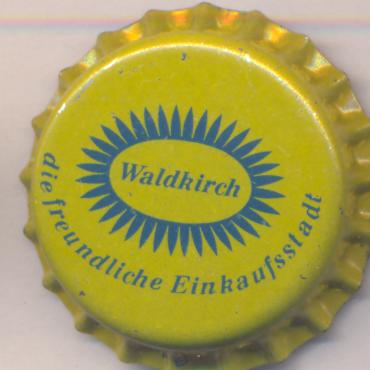 Waldkirch
die freundliche Einkaufsstadt